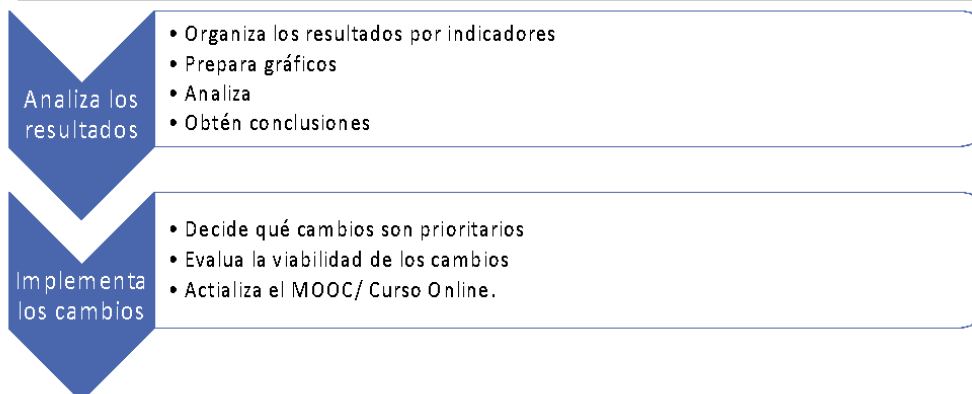 Analiza los
resultados
• Organiza los resultados por indicadores
• Prepara gráficos
• Analiza
• Obtén conclusiones
Implementa
los cambios
• Decide qué cambios son prioritarios
• Evalua la viabilidad de los cambios
• Actializa el MOOC/ Curso Online.